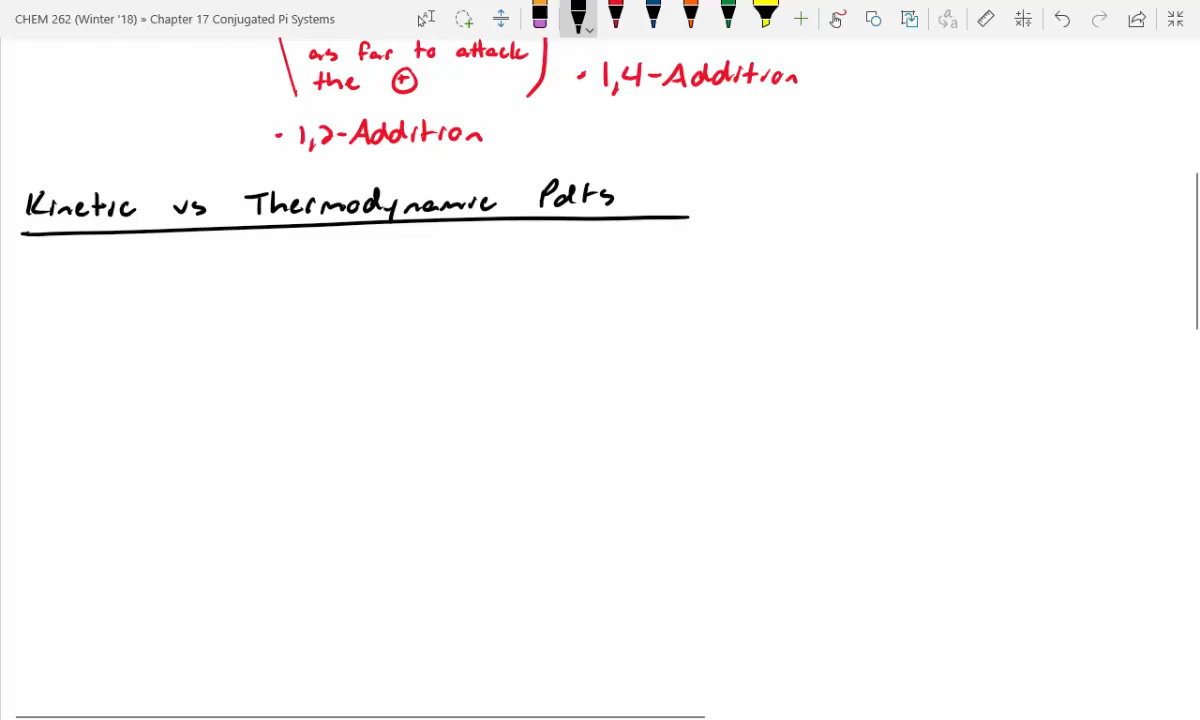 CHEM 262 (Winter '18) » Chapter 17 Conjugated Pi Systems
as far to attack
the ⊕
• 1,4-Addition
• 1,2-Addition
Kinetic vs Thermodynamic Pdts